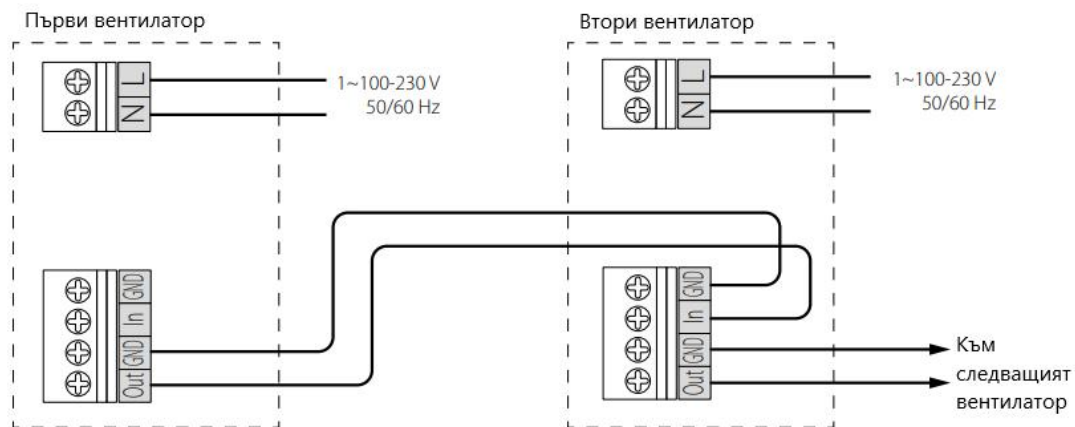 Първи вентилатор
L
N
1~100-230 V
50/60 Hz
GND
In
GND
Out
Втори вентилатор
L
N
1~100-230 V
50/60 Hz
GND
In
GND
Out
Към
следващият
вентилатор